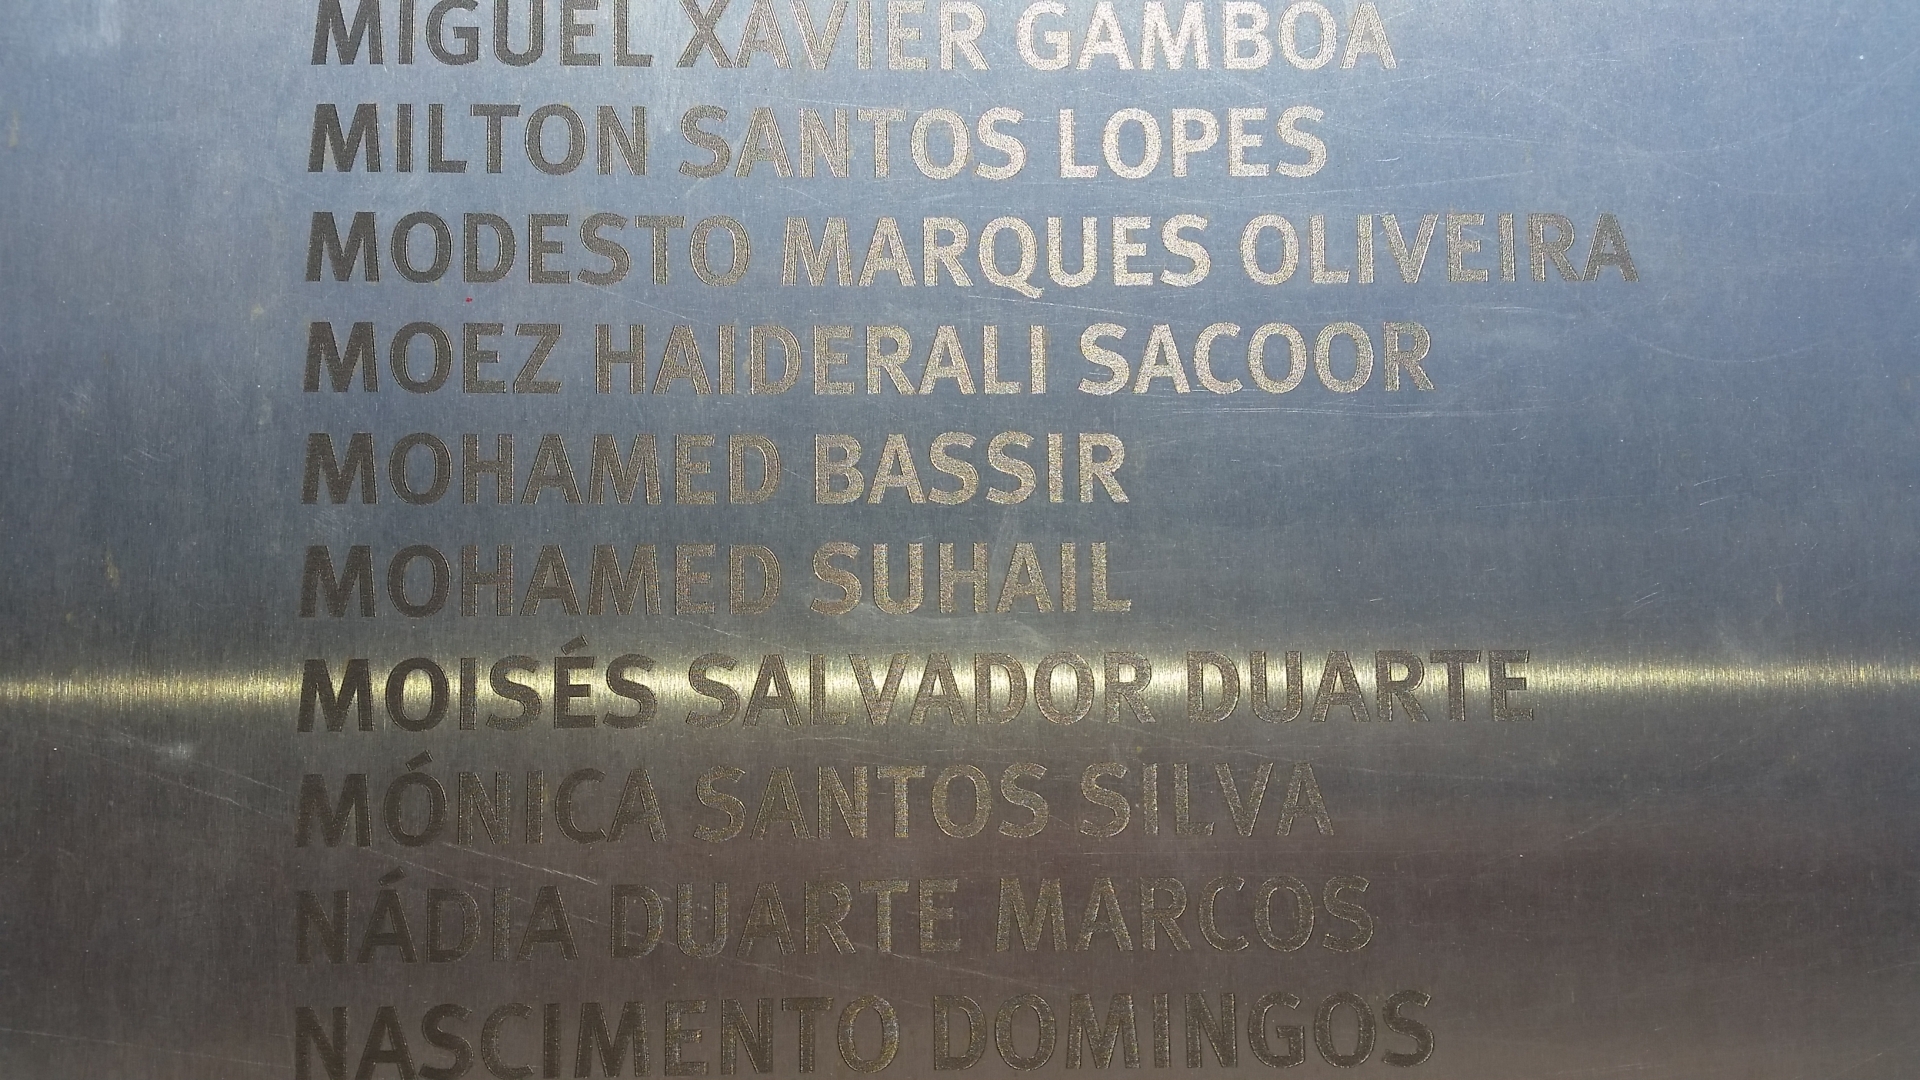 MIGUEL XAVIER GAMBOA
MILTON SANTOS LOPES
MODESTO MARQUES OLIVEIRA
MOEZ HAIDERALI SACOOR
MOHAMED BASSIR
MOHAMED SUHAIL
MOISÉS SALVADOR DUARTE
MÓNICA SANTOS SILVA
NÁDIA DUARTE MARCOS
NASCIMENTO DOMINGOS